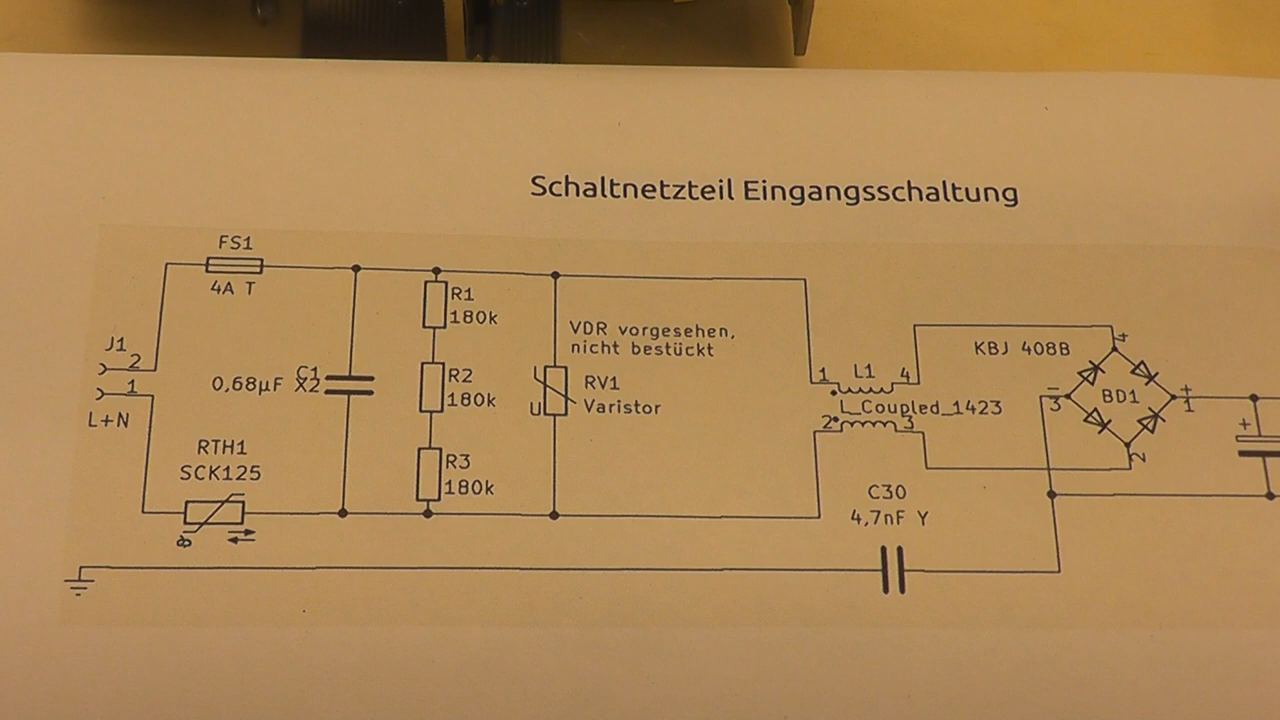 Schaltnetzteil Eingangsschaltung
FS1
4A T
J1
2
1
L+N
RTH1
SCK125
θ
0,68µF
C1
X2
R1
180k
R2
180k
R3
180k
VDR vorgesehen,
nicht bestückt
RV1
Varistor
U
1
L1
4
L_Coupled_1423
2
3
C30
4,7nF Y
KBJ 408B
4
BD1
-
3
+
1
2
+